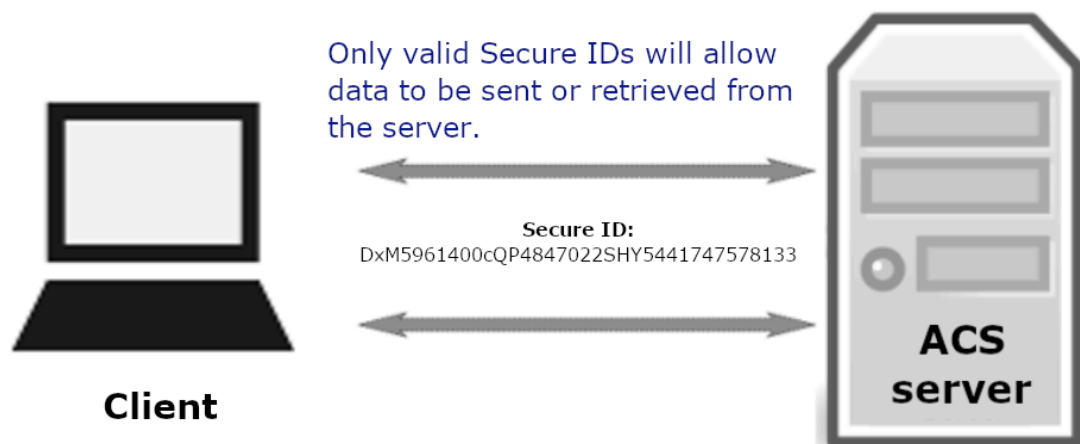 Only valid Secure IDs will allow
data to be sent or retrieved from
the server.
Secure ID:
DxM5961400cQP4847022SHY5441747578133
Client
ACS
server